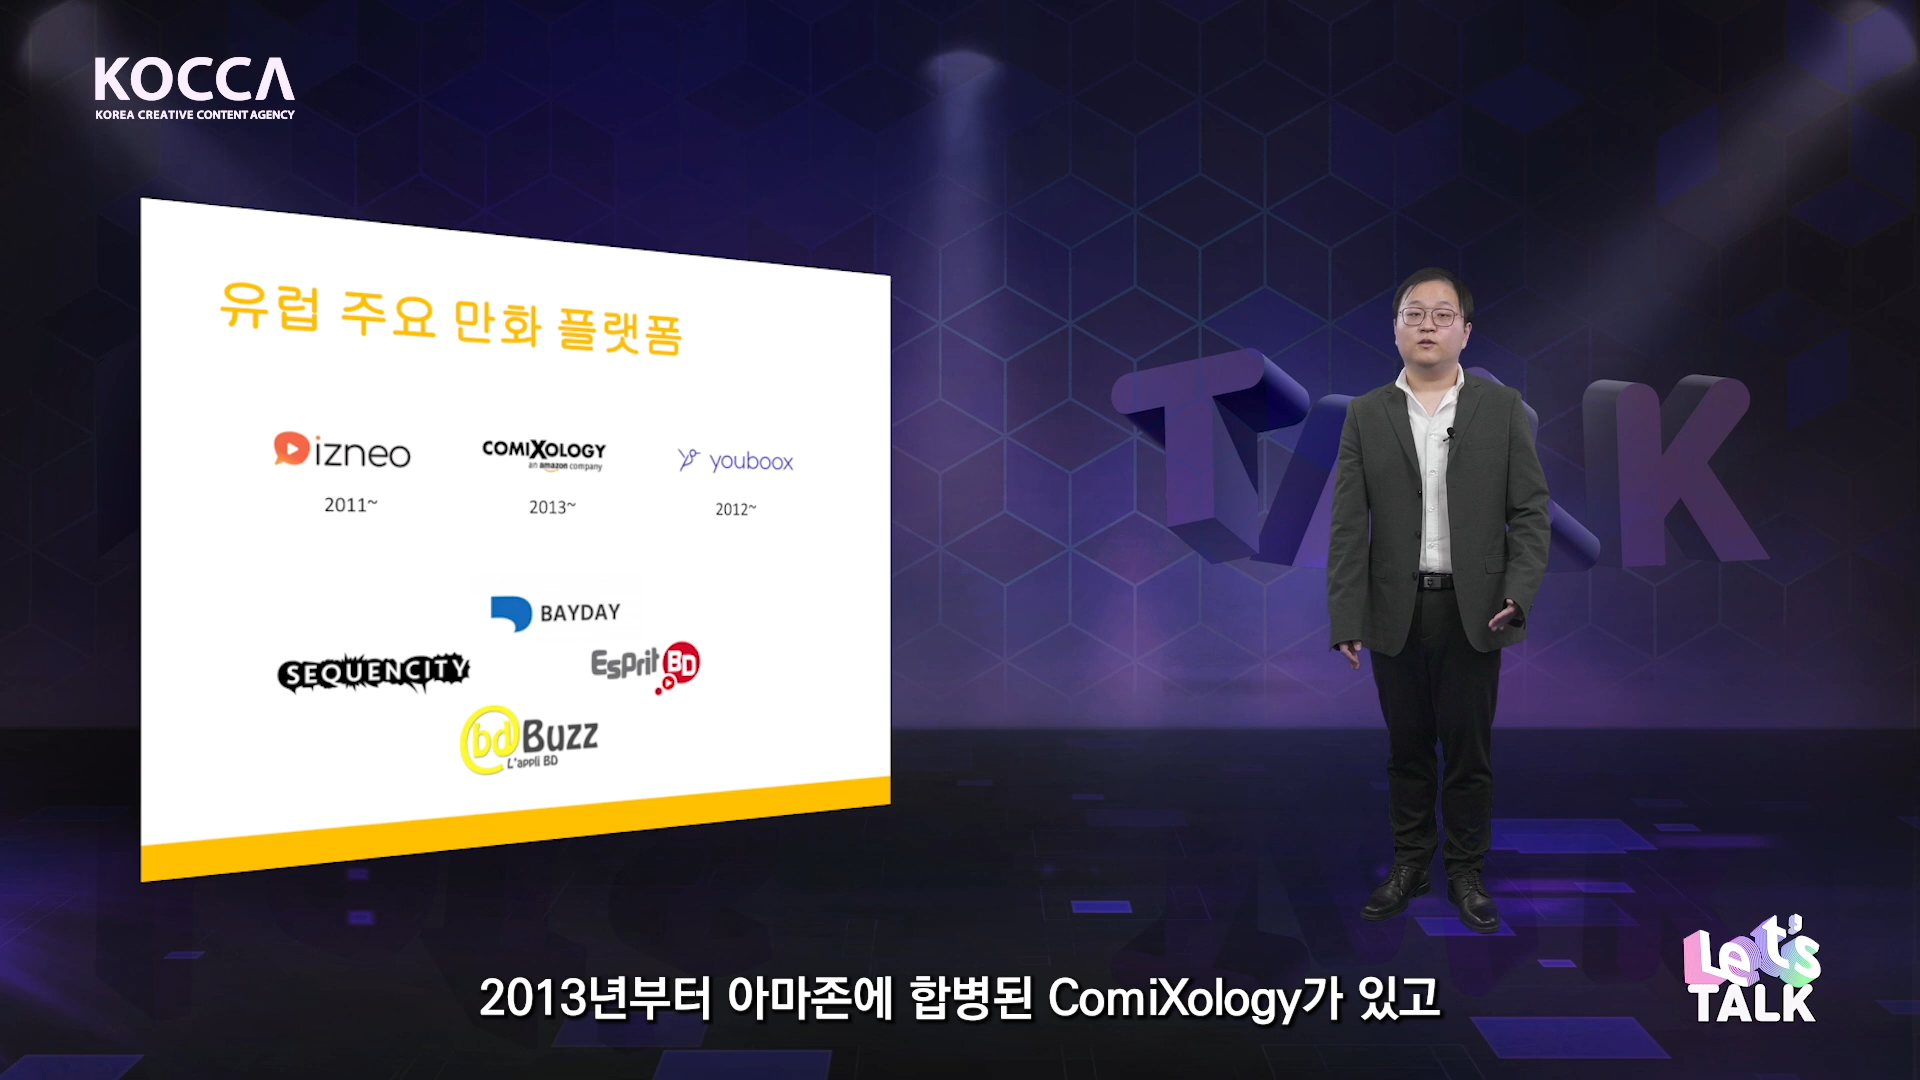 KOCCA
KOREA CREATIVE CONTENT AGENCY
유럽 주요 만화 플랫폼
izneo
COMIXOLOGY
an amazon company
youboox
2011~
2013~
2012~
BAYDAY
SEQUENCITY
EsPrit BD
bdBuzz
L'appli BD
TALK
2013년부터 아마존에 합병된 ComiXology가 있고
Let's
TALK